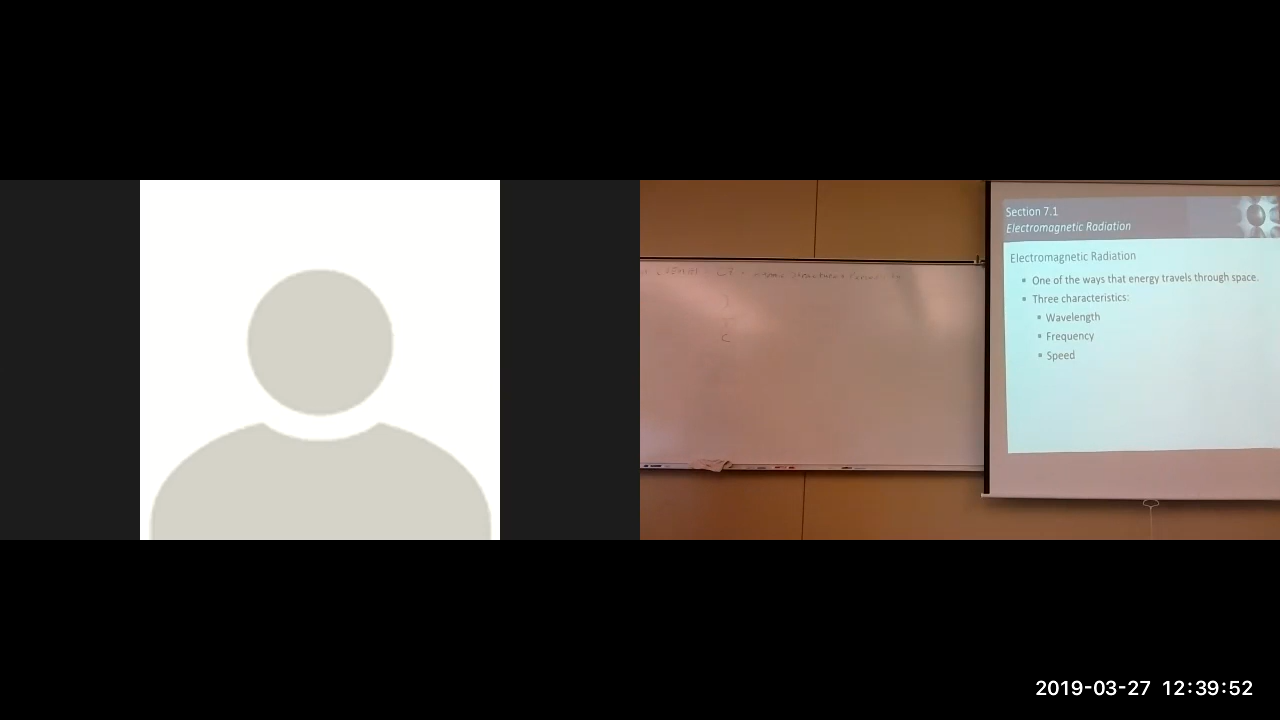 Section 7.1
Electromagnetic Radiation
Electromagnetic Radiation
▪ One of the ways that energy travels through space.
▪ Three characteristics:
▪ Wavelength
▪ Frequency
▪ Speed
C
2019-03-27 12:39:52